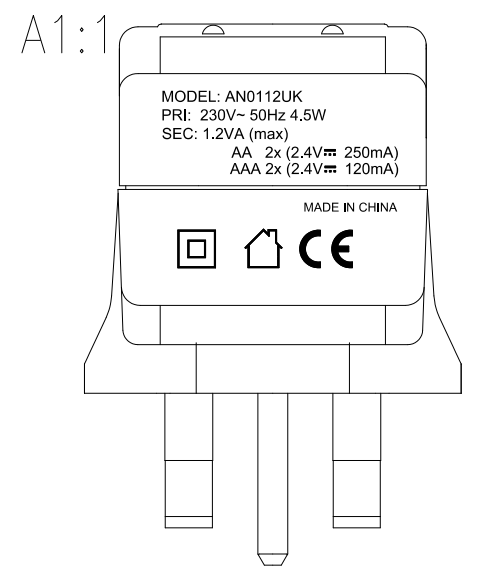 A1:1
MODEL: AN0112UK
PRI: 230V~ 50Hz 4.5W
SEC: 1.2VA (max)
AA 2x (2.4V⎓ 250mA)
AAA 2x (2.4V⎓ 120mA)
MADE IN CHINA
CE